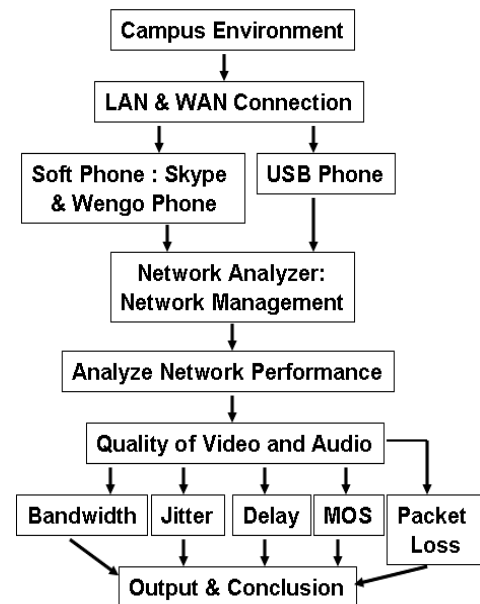 Campus Environment
LAN & WAN Connection
Soft Phone : Skype
& Wengo Phone
USB Phone
Network Analyzer:
Network Management
Analyze Network Performance
Quality of Video and Audio
Bandwidth
Jitter
Delay
MOS
Packet
Loss
Output & Conclusion